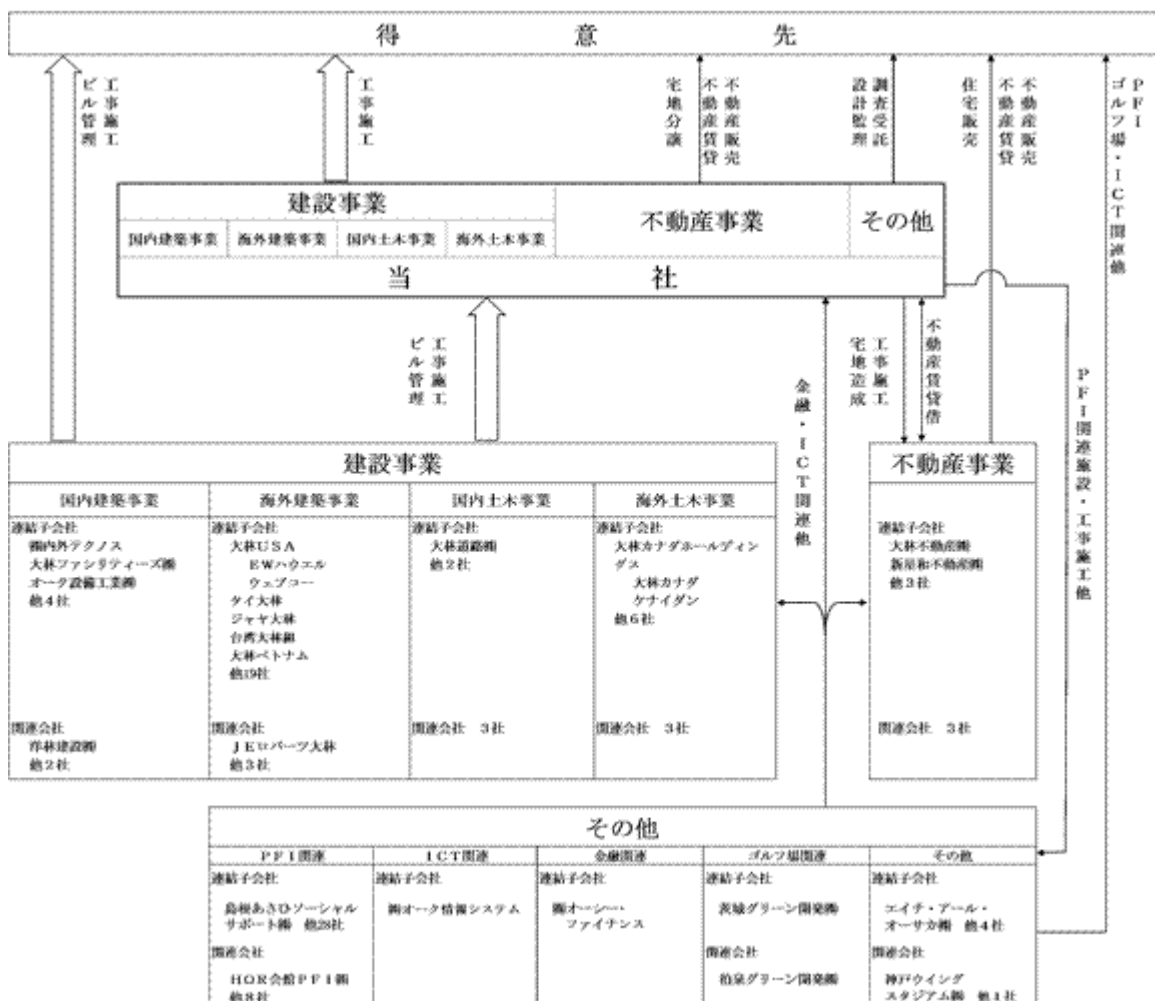 得意先
工事施工
ビル管理
工事施工
不動産販売
不動産賃貸
宅地分譲
調査受託
設計監理
不動産販売
不動産賃貸
住宅販売
PFI
ゴルフ場・ICT関連他
建設事業
国内建築事業
海外建築事業
国内土木事業
海外土木事業
不動産事業
その他
当社
工事施工
ビル管理
金融・ICT関連他
工事施工
宅地造成
不動産賃貸借
PFI関連施設・工事施工他
建設事業
国内建築事業
連結子会社
㈱内外テクノス
大林ファシリティーズ㈱
オーク設備工業㈱
他4社
関連会社
洋林建設㈱
他2社
海外建築事業
連結子会社
大林USA
EWハウエル
ウェブコー
タイ大林
ジャヤ大林
台湾大林組
大林ベトナム
他19社
関連会社
JEロバーツ大林
他3社
国内土木事業
連結子会社
大林道路㈱
他2社
関連会社 3社
海外土木事業
連結子会社
大林カナダホールディン
グス
大林カナダ
ケナイダン
他6社
関連会社 3社
不動産事業
連結子会社
大林不動産㈱
新星和不動産㈱
他3社
関連会社 3社
その他
PFI関連
連結子会社
島根あさひソーシャル
サポート㈱ 他28社
関連会社
HOR会館PFI㈱
他8社
ICT関連
連結子会社
㈱オーク情報システム
金融関連
連結子会社
㈱オーシー・
ファイナンス
ゴルフ場関連
連結子会社
茨城グリーン開発㈱
関連会社
柏泉グリーン開発㈱
その他
連結子会社
エイチ・アール・
オーサカ㈱ 他4社
関連会社
神戸ウイング
スタジアム㈱ 他1社